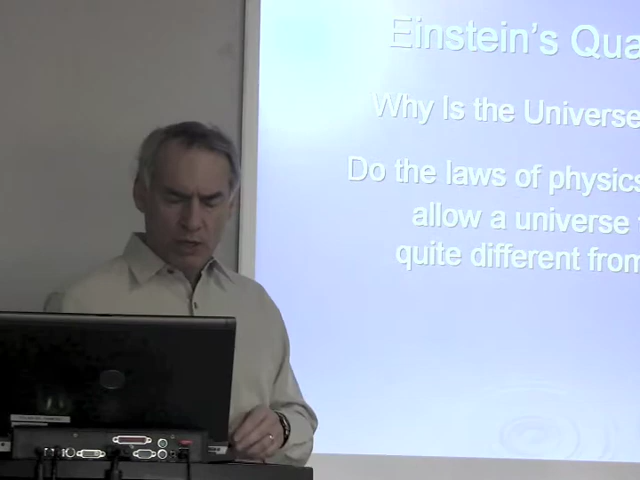 Einstein's Qua
Why Is the Universe
Do the laws of physics
allow a universe
quite different from